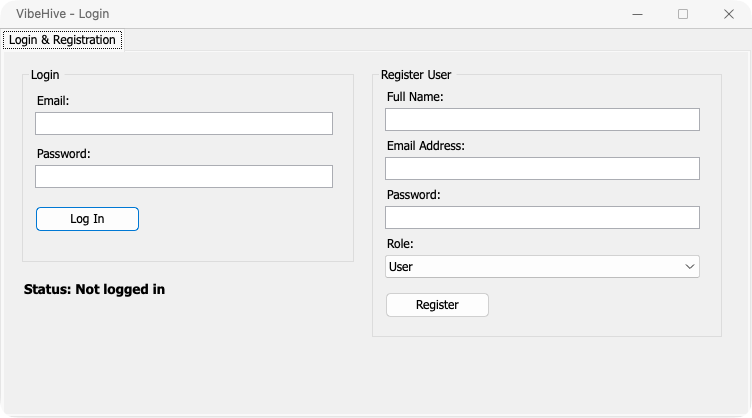 VibeHive - Login
Login & Registration
Login
Email:
Password:
Log In
Status: Not logged in
Register User
Full Name:
Email Address:
Password:
Role:
User
Register